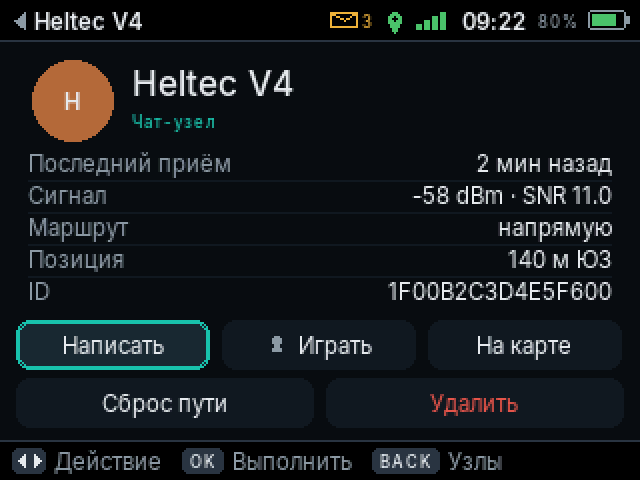 Heltec V4 3 09:22 80%
H
Heltec V4
Чат-узел
Последний приём 2 мин назад
Сигнал -58 dBm · SNR 11.0
Маршрут напрямую
Позиция 140 м ЮЗ
ID 1F00B2C3D4E5F600
Написать Играть На карте
Сброс пути Удалить
Действие OK Выполнить BACK Узлы